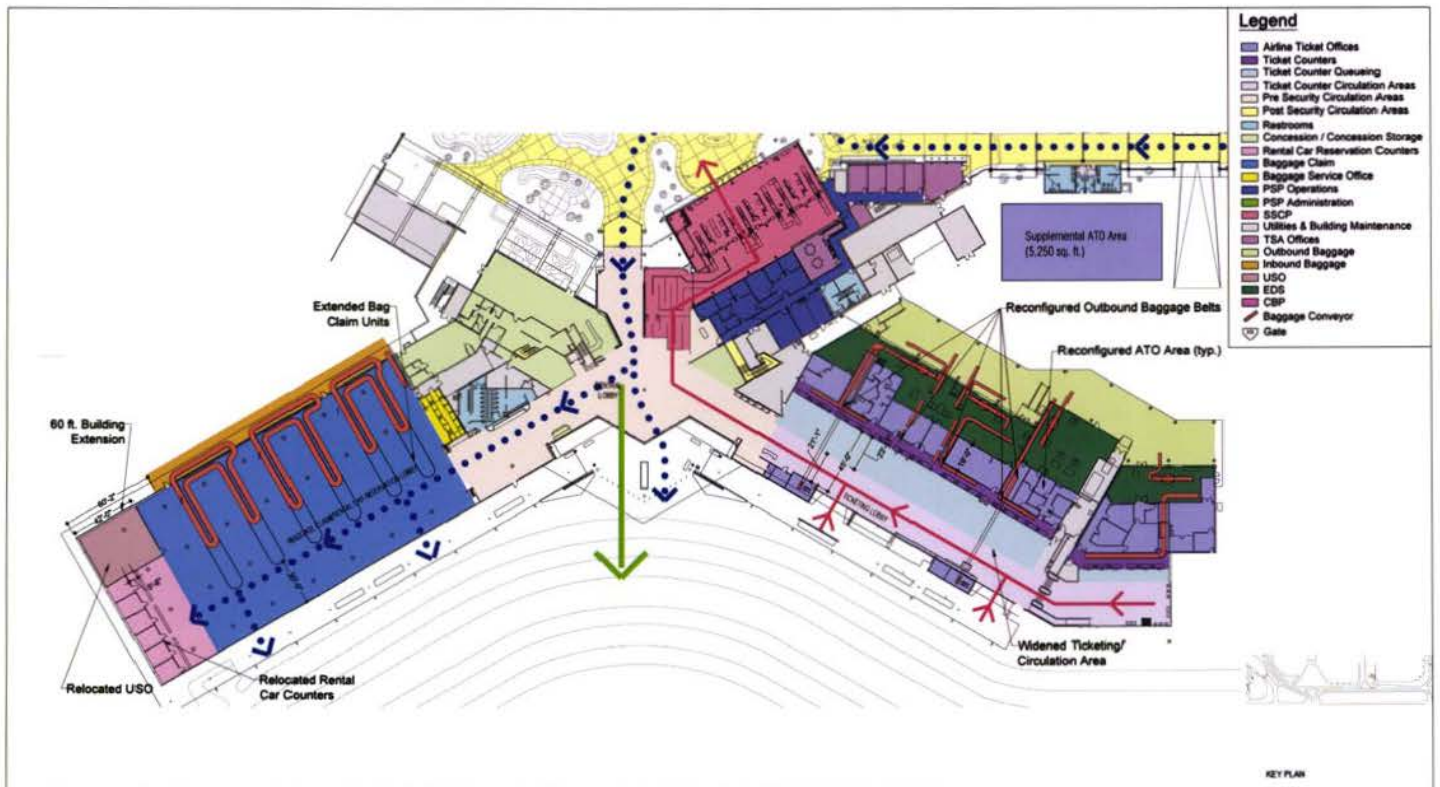 Legend
Airline Ticket Offices
Ticket Counters
Ticket Counter Queueing
Ticket Counter Circulation Areas
Pre Security Circulation Areas
Post Security Circulation Areas
Restrooms
Concession / Concession Storage
Rental Car Reservation Counters
Baggage Claim
Baggage Service Office
PSP Operations
PSP Administration
SSCP
Utilities & Building Maintenance
TSA Offices
Outbound Baggage
Inbound Baggage
USO
EDS
CBP
Baggage Conveyor
Gate
Supplemental ATO Area
(5,250 sq. ft.)
Extended Bag
Claim Units
Reconfigured Outbound Baggage Belts
Reconfigured ATO Area (typ.)
LOBBY
60 ft. Building
Extension
TICKETING LOBBY
Widened Ticketing/
Circulation Area
Relocated USO
Relocated Rental
Car Counters
KEY PLAN